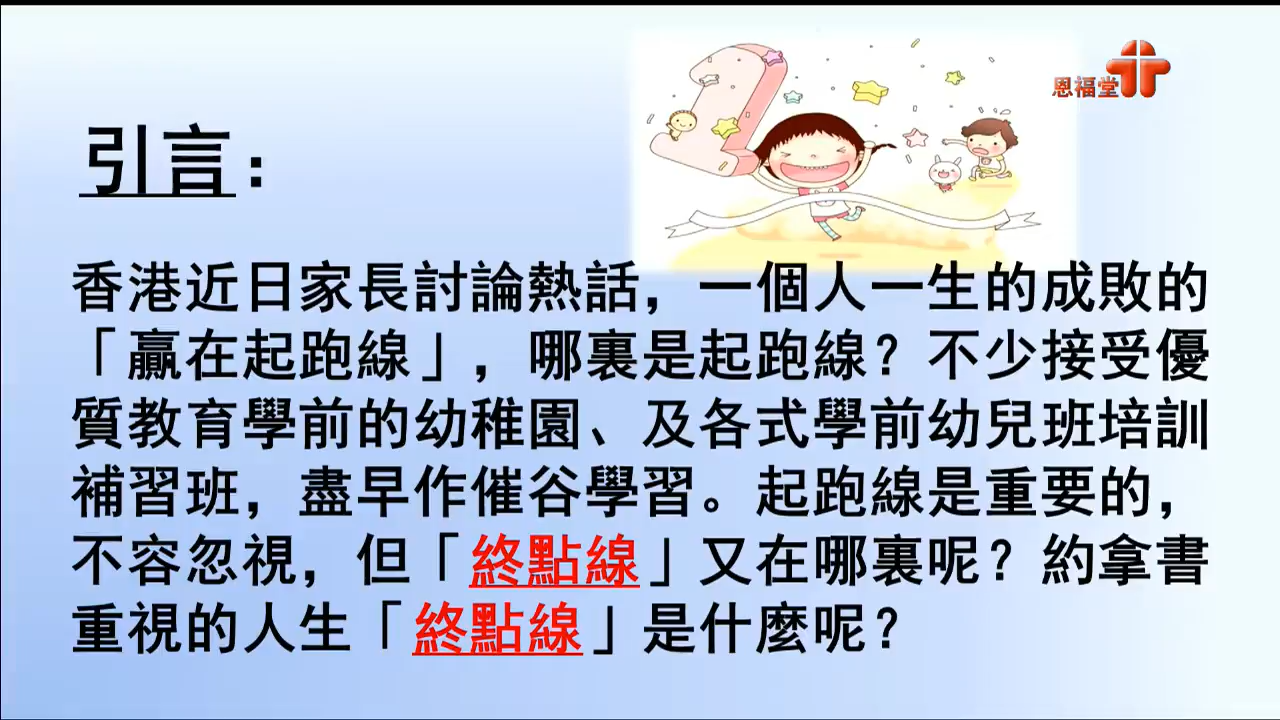 恩福堂
引言：
香港近日家長討論熱話，一個人一生的成敗的
「贏在起跑線」，哪裏是起跑線？不少接受優
質教育學前的幼稚園、及各式學前幼兒班培訓
補習班，盡早作催谷學習。起跑線是重要的，
不容忽視，但「終點線」又在哪裏呢？約拿書
重視的人生「終點線」是什麼呢？